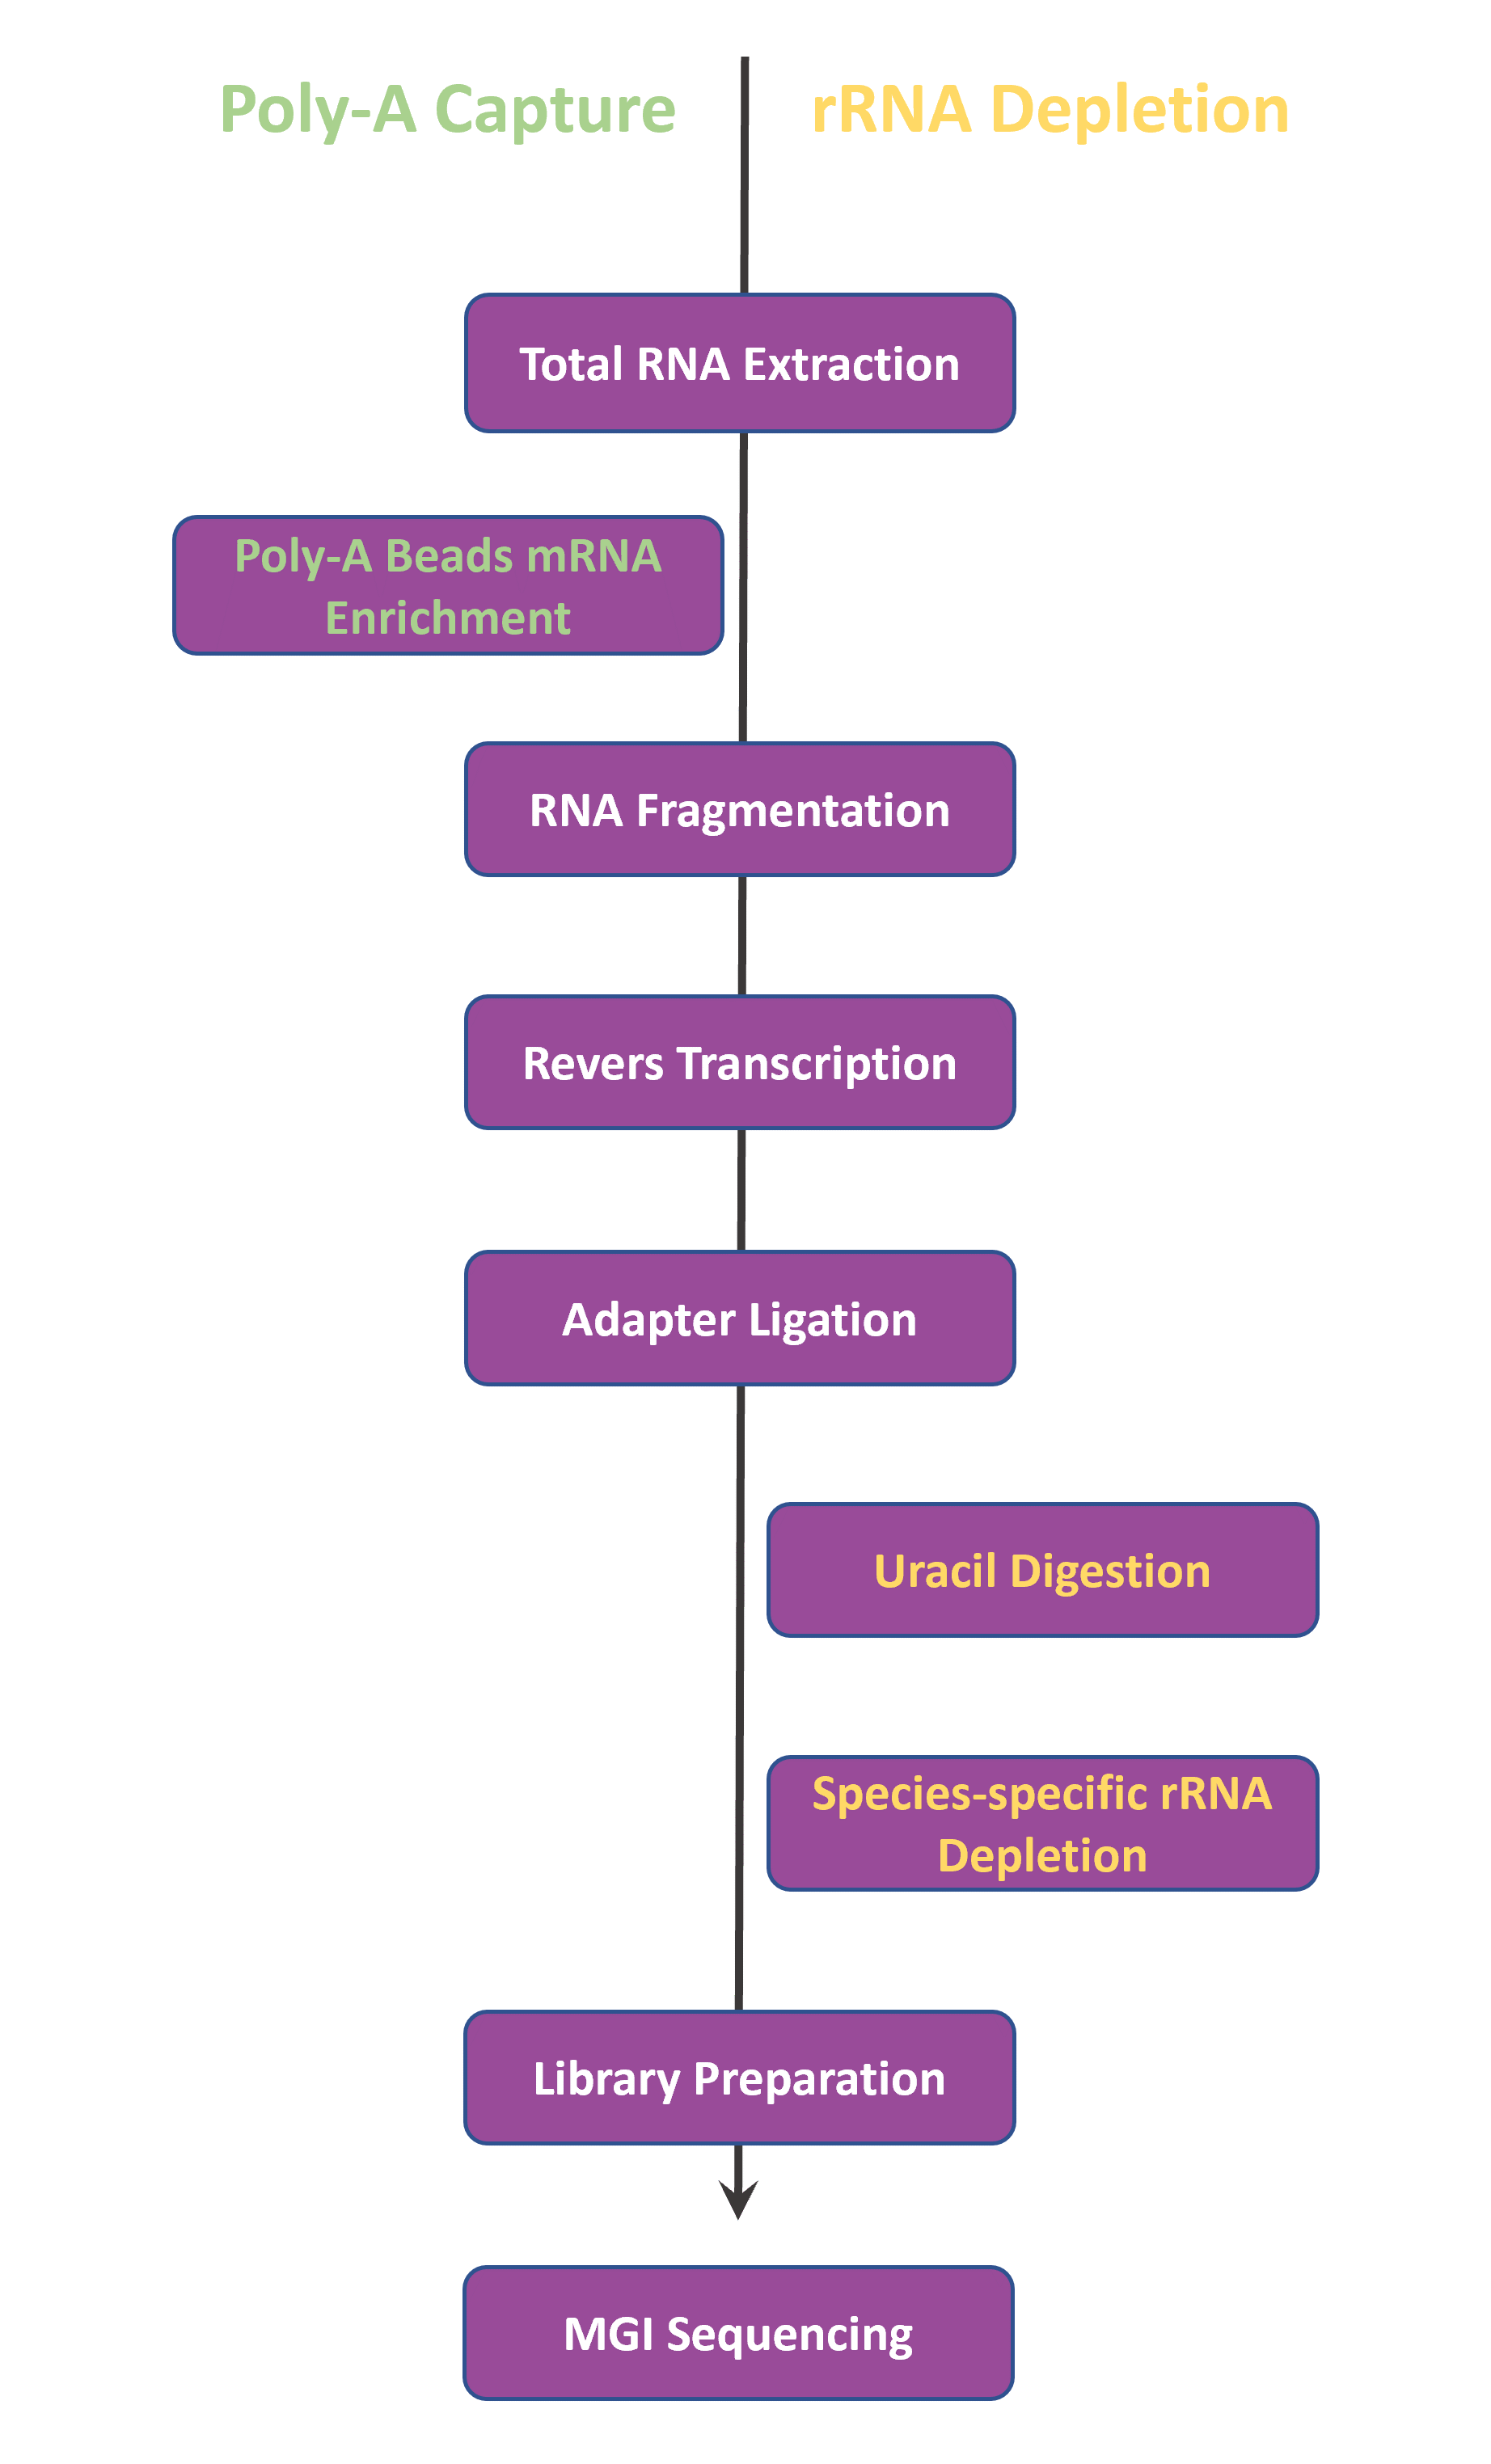 Poly-A Capture
rRNA Depletion
Total RNA Extraction
Poly-A Beads mRNA
Enrichment
RNA Fragmentation
Revers Transcription
Adapter Ligation
Uracil Digestion
Species-specific rRNA
Depletion
Library Preparation
MGI Sequencing